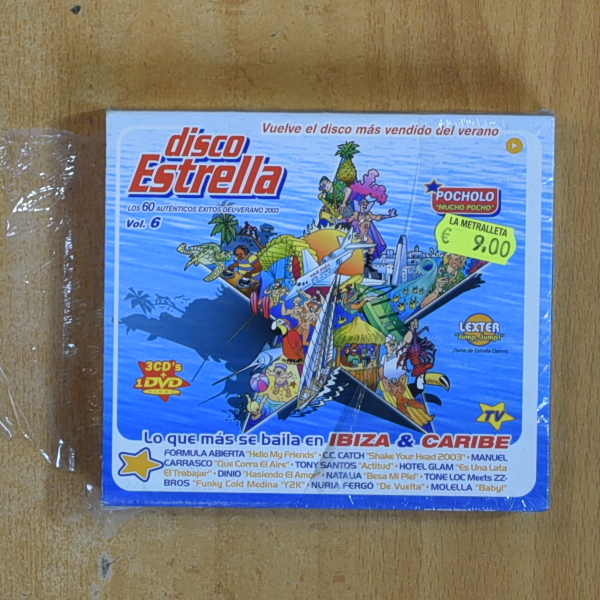 Vuelve el disco más vendido del verano
disco
Estrella
LOS 60 AUTÉNTICOS ÉXITOS DEL VERANO 2003
Vol. 6
POCHOLO
"MUCHO POCHO"
LA METRALLETA
€ 9.00
LEXTER
"Jump, Jump!"
3CD's
+
1DVD
TV
Lo que más se baila en IBIZA & CARIBE
FÓRMULA ABIERTA "Hello My Friends" · C.C. CATCH "Shake Your Head 2003" · MANUEL
CARRASCO "Que Corra El Aire" · TONY SANTOS "Actitud" · HOTEL GLAM "Es Una Lata
El Trabajar" · DINIO "Hasiendo El Amor" · NATALIA "Besa Mi Piel" · TONE LOC Meets ZZ-
BROS "Funky Cold Medina "Y2K" · NURIA FERGÓ "De Vuelta" · MOLELLA "Baby!"